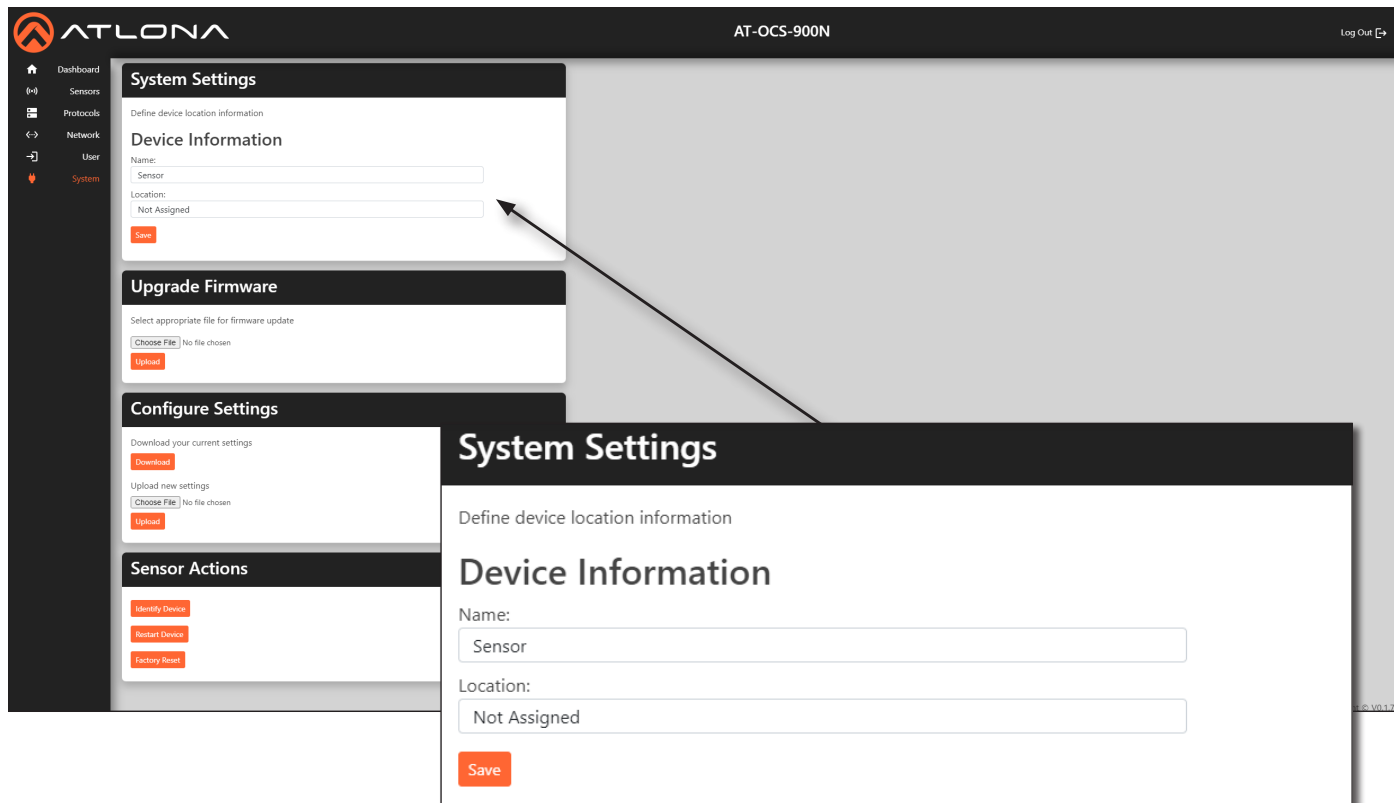 ATLONA
AT-OCS-900N
Log Out
Dashboard
Sensors
Protocols
Network
User
System
System Settings
Define device location information
Device Information
Name:
Sensor
Location:
Not Assigned
Save
Upgrade Firmware
Select appropriate file for firmware update
Choose File No file chosen
Upload
Configure Settings
Download your current settings
Download
Upload new settings
Choose File No file chosen
Upload
Sensor Actions
Identify Device
Restart Device
Factory Reset
System Settings
Define device location information
Device Information
Name:
Sensor
Location:
Not Assigned
Save
© V0.1.7